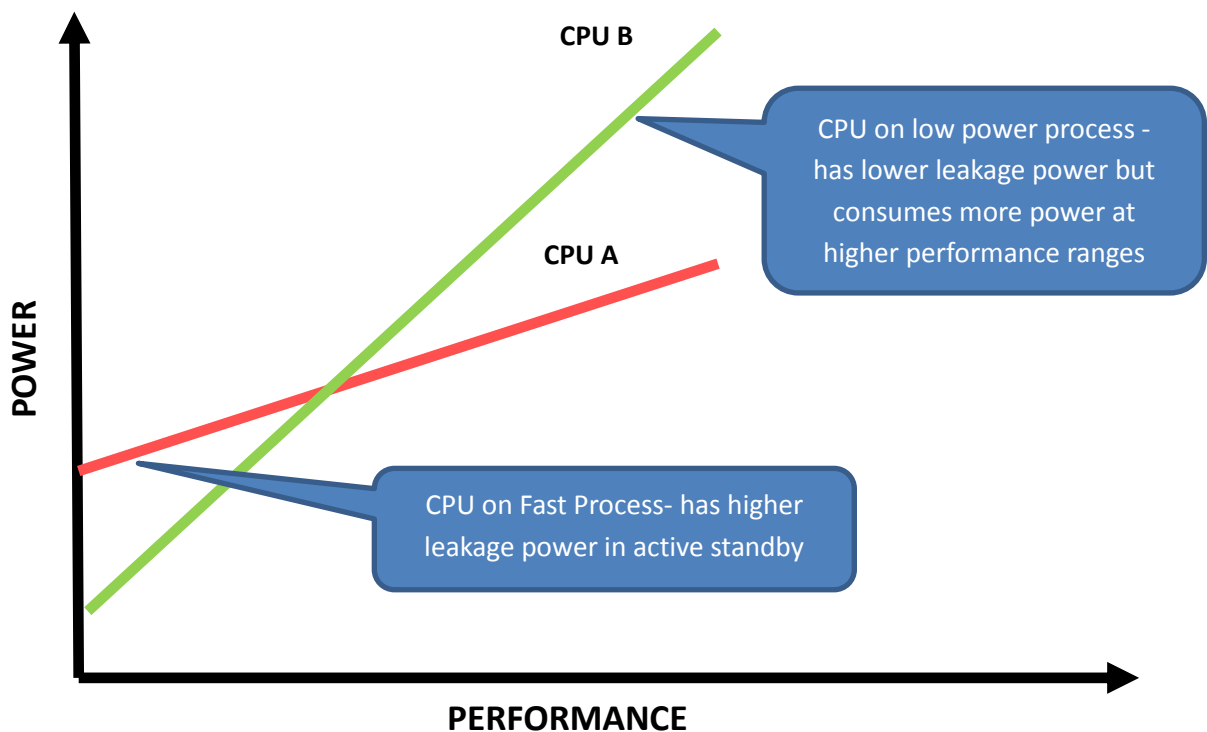 CPU B
CPU on low power process -
has lower leakage power but
consumes more power at
higher performance ranges
CPU A
POWER
CPU on Fast Process- has higher
leakage power in active standby
PERFORMANCE